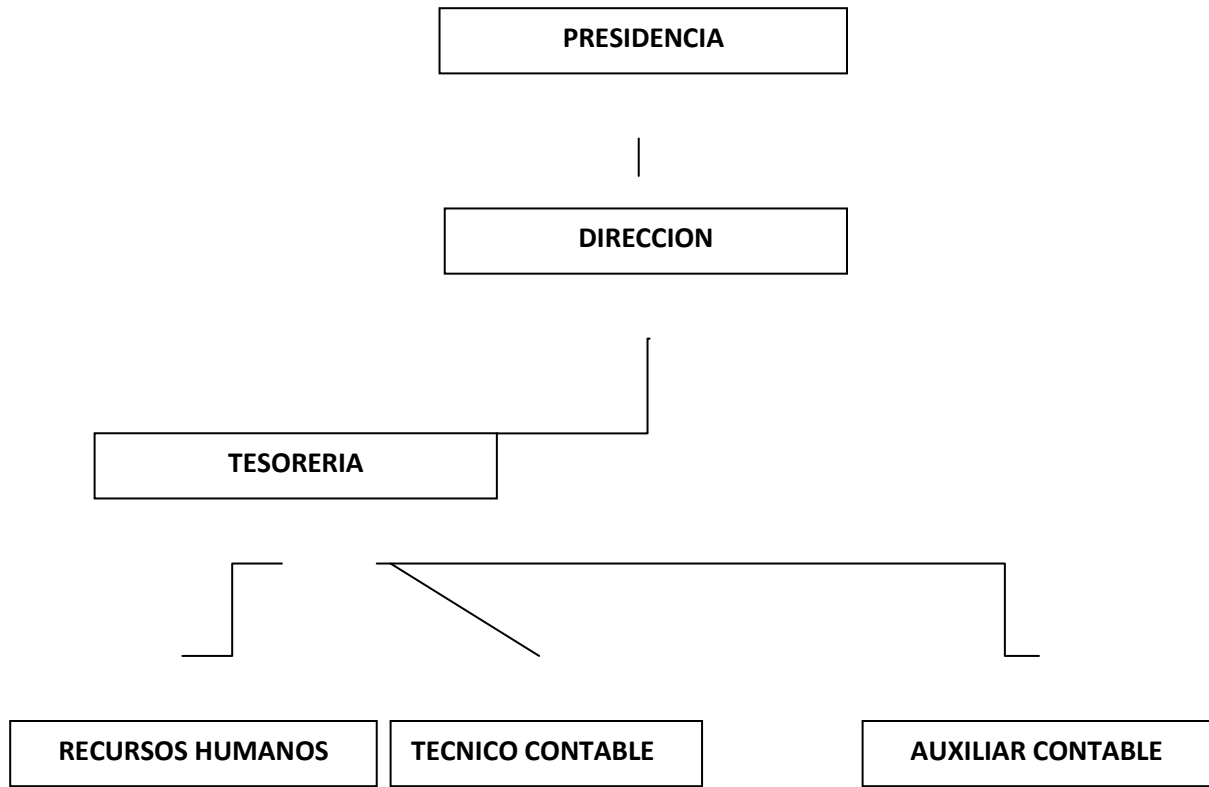 PRESIDENCIA
DIRECCION
TESORERIA
RECURSOS HUMANOS
TECNICO CONTABLE
AUXILIAR CONTABLE